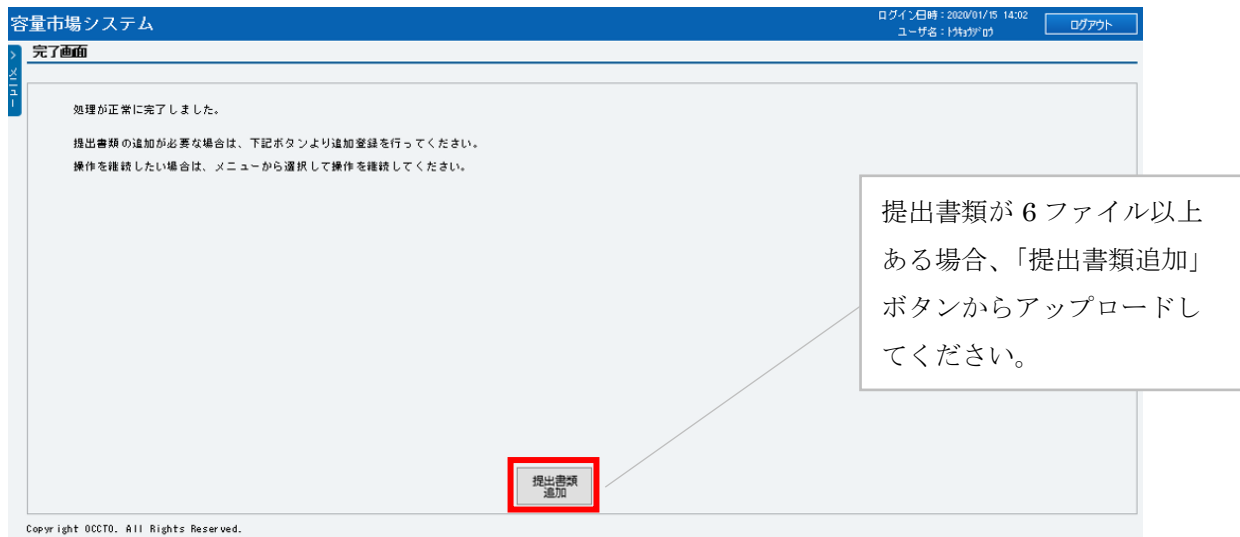 容量市場システム
ログイン日時：2020/01/15 14:02
ユーザ名：ﾄｳｷｮｳｼﾞﾛｳ
ログアウト
> メニュー
完了画面
処理が正常に完了しました。
提出書類の追加が必要な場合は、下記ボタンより追加登録を行ってください。
操作を継続したい場合は、メニューから選択して操作を継続してください。
提出書類が 6 ファイル以上
ある場合、「提出書類追加」
ボタンからアップロードし
てください。
提出書類
追加
Copyright OCCTO. All Rights Reserved.